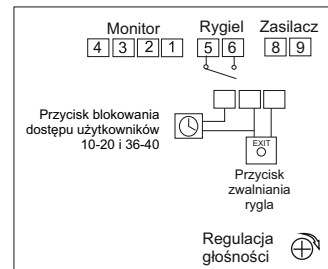 Monitor Rygiel Zasilacz
4 3 2 1 5 6 8 9
Przycisk blokowania
dostępu użytkowników
10-20 i 36-40
EXIT
Przycisk
zwalniania
rygla
Regulacja
głośności